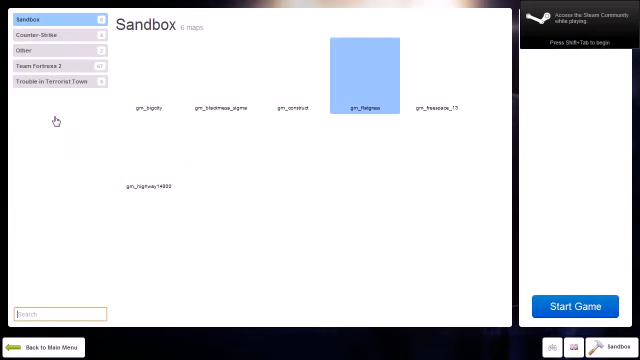 Sandbox 6
Counter-Strike
Other 2
Team Fortress 2 67
Trouble in Terrorist Town
Sandbox 6 maps
gm_bigcity
gm_blackmesa_sigma
gm_construct
gm_flatgrass
gm_freespace_13
gm_highway14800
Search
Access the Steam Community
while playing.
Press Shift+Tab to begin
Start Game
Back to Main Menu
Sandbox